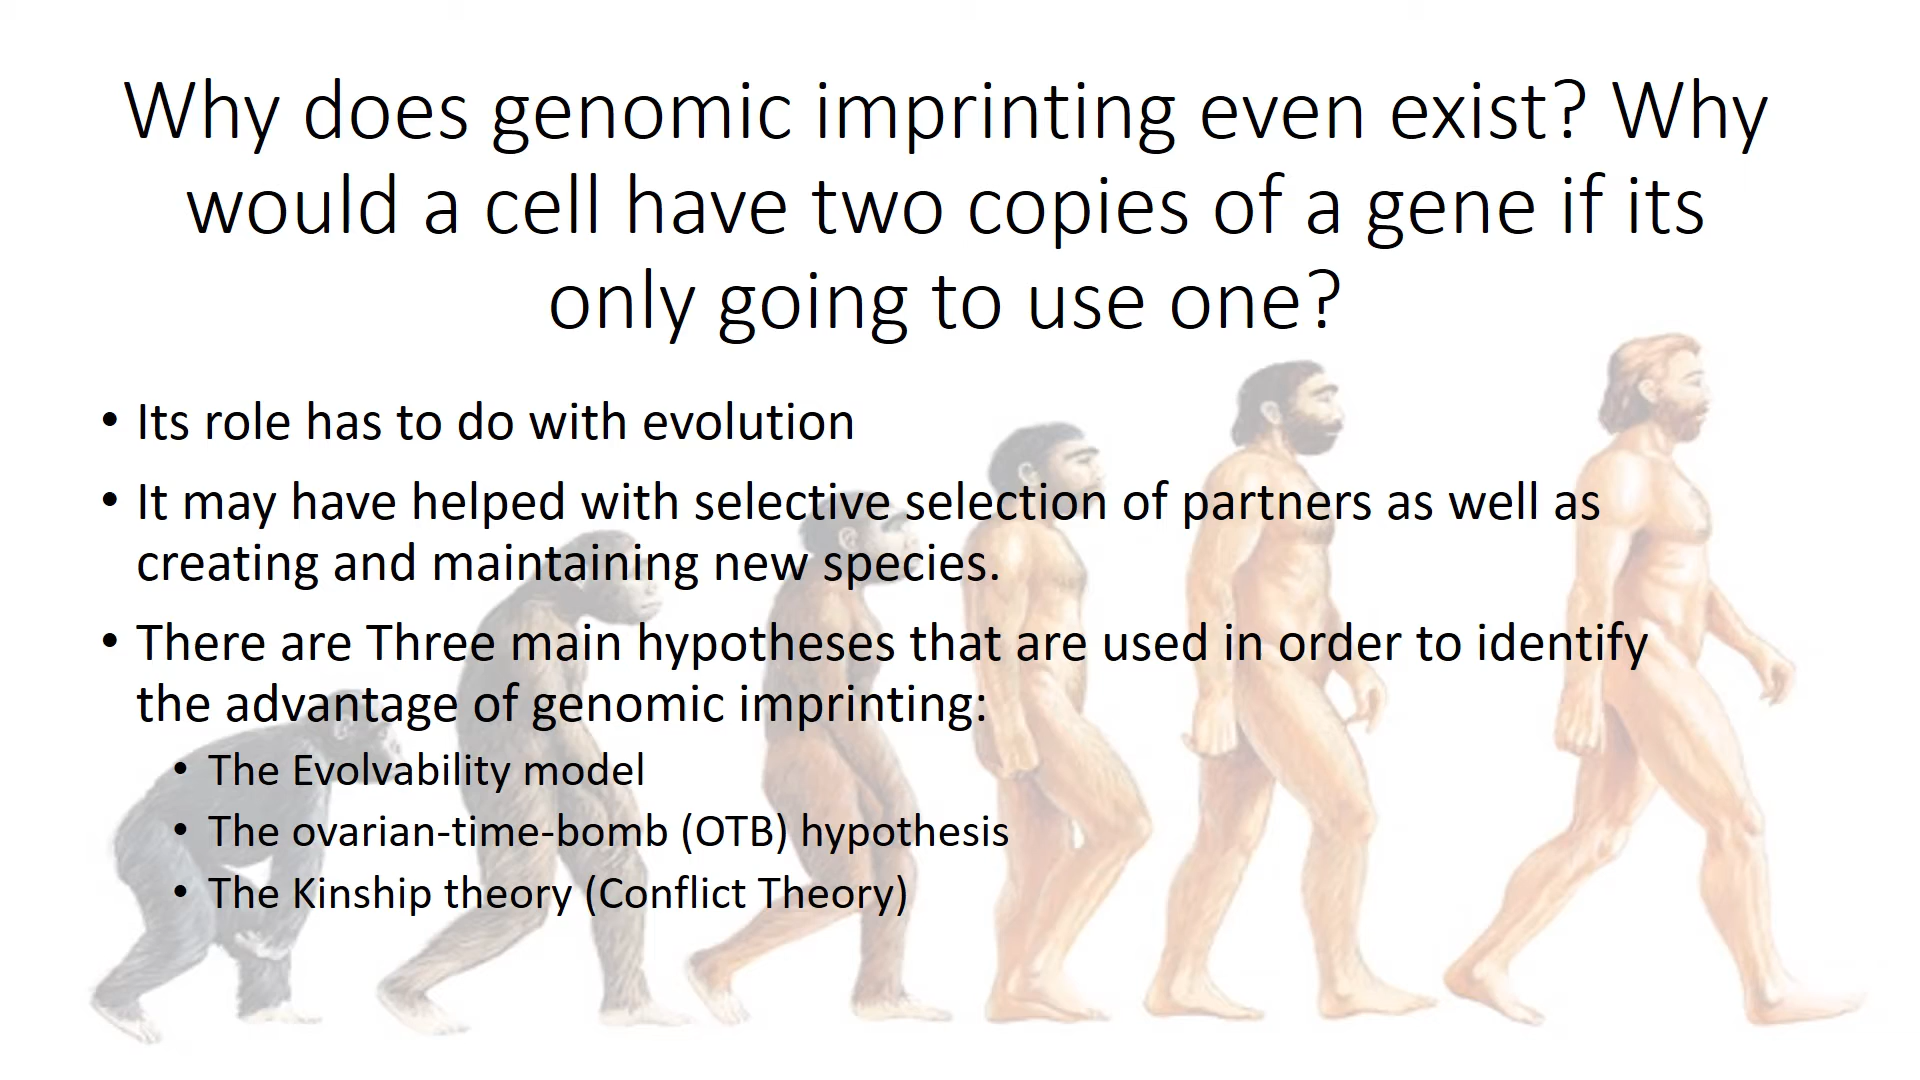 Why does genomic imprinting even exist? Why
would a cell have two copies of a gene if its
only going to use one?
• Its role has to do with evolution
• It may have helped with selective selection of partners as well as
creating and maintaining new species.
• There are Three main hypotheses that are used in order to identify
the advantage of genomic imprinting:
• The Evolvability model
• The ovarian-time-bomb (OTB) hypothesis
• The Kinship theory (Conflict Theory)